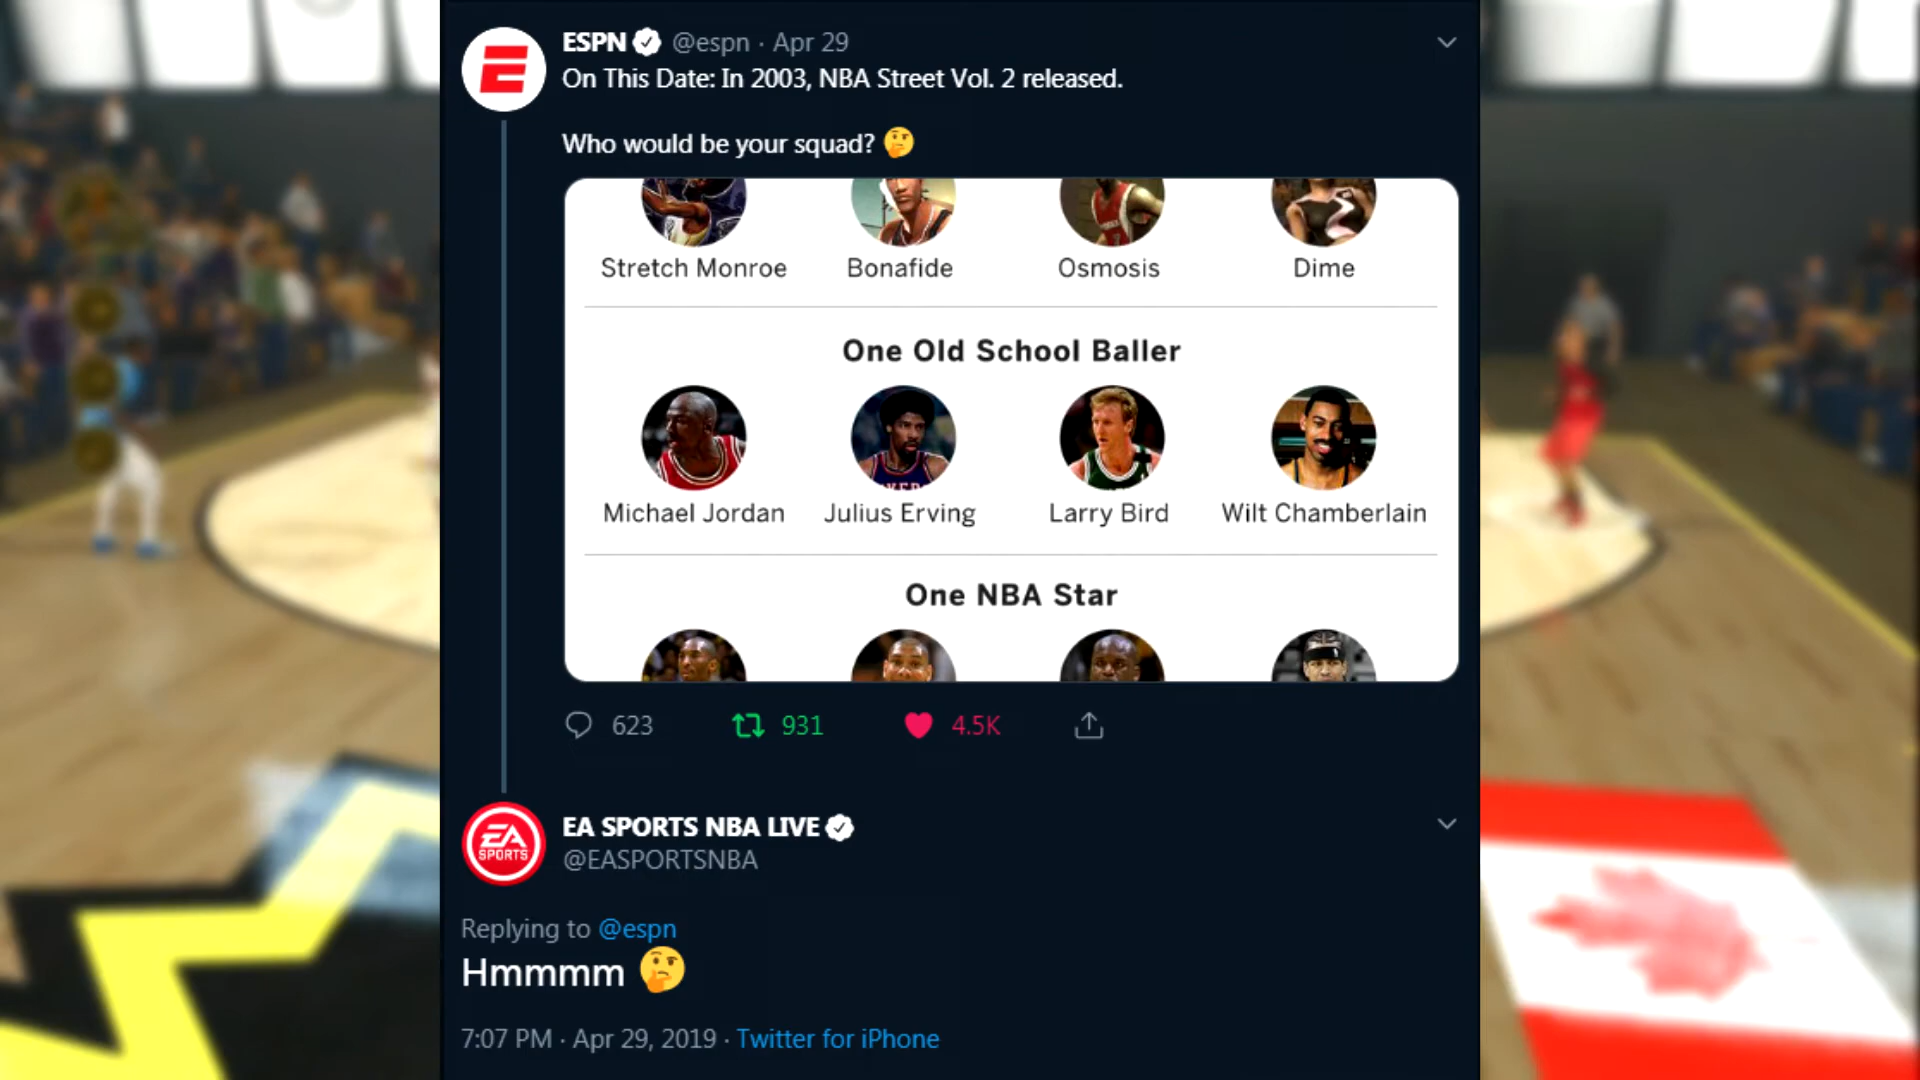 ESPN @espn · Apr 29
On This Date: In 2003, NBA Street Vol. 2 released.
Who would be your squad? 🤔
Stretch Monroe Bonafide Osmosis Dime
One Old School Baller
Michael Jordan Julius Erving Larry Bird Wilt Chamberlain
One NBA Star
623 931 4.5K
EA SPORTS
EA SPORTS NBA LIVE
@EASPORTSNBA
Replying to @espn
Hmmmm 🤔
7:07 PM · Apr 29, 2019 · Twitter for iPhone